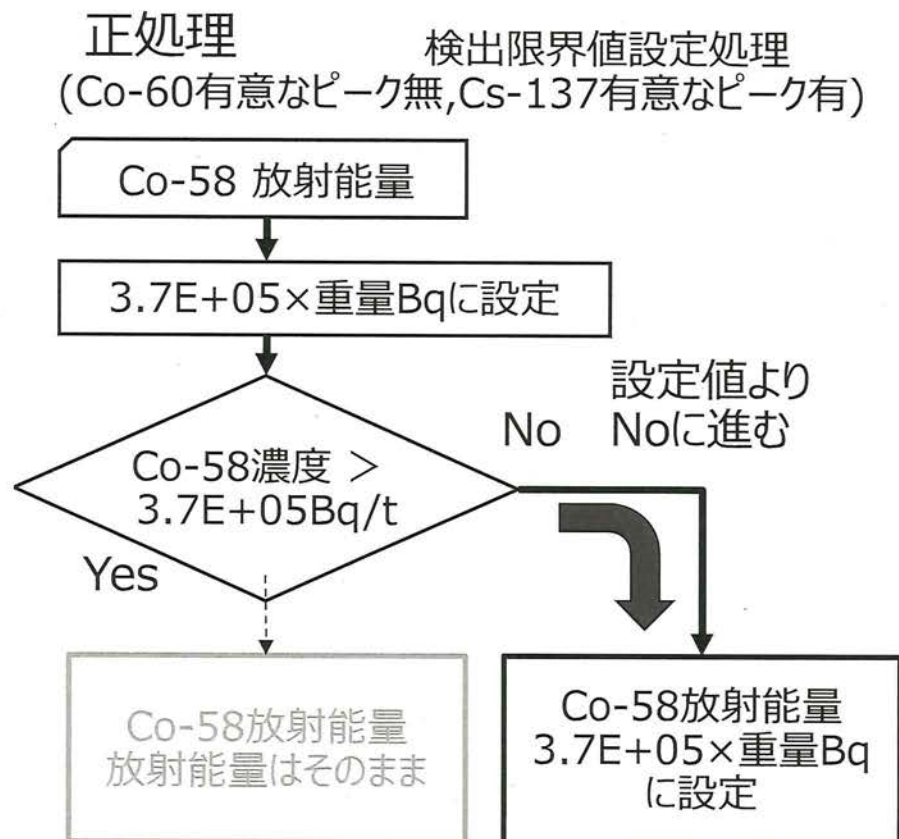 正処理
検出限界値設定処理
(Co-60有意なピーク無,Cs-137有意なピーク有)
Co-58 放射能量
3.7E+05×重量Bqに設定
Co-58濃度 >
3.7E+05Bq/t
No
設定値より
Noに進む
Yes
Co-58放射能量
放射能量はそのまま
Co-58放射能量
3.7E+05×重量Bq
に設定